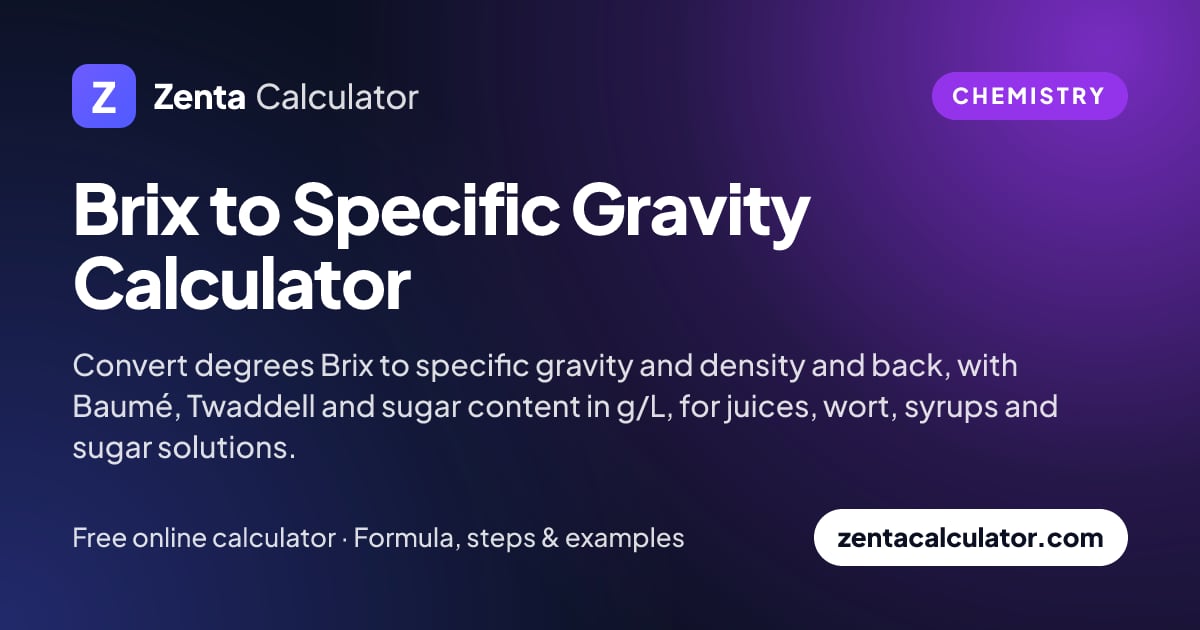 Z Zenta Calculator
CHEMISTRY
Brix to Specific Gravity
Calculator
Convert degrees Brix to specific gravity and density and back, with
Baumé, Twaddell and sugar content in g/L, for juices, wort, syrups and
sugar solutions.
Free online calculator · Formula, steps & examples
zentacalculator.com